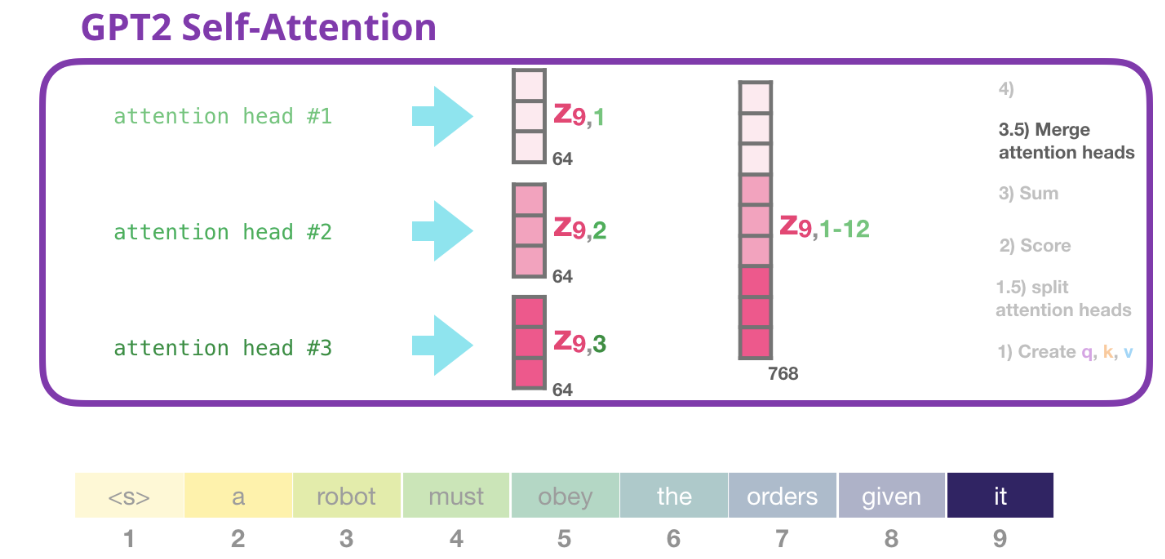 GPT2 Self-Attention
attention head #1
z9,1
64
attention head #2
z9,2
64
attention head #3
z9,3
64
z9,1-12
768
4)
3.5) Merge
attention heads
3) Sum
2) Score
1.5) split
attention heads
1) Create q, k, v
<s> a robot must obey the orders given it
1 2 3 4 5 6 7 8 9